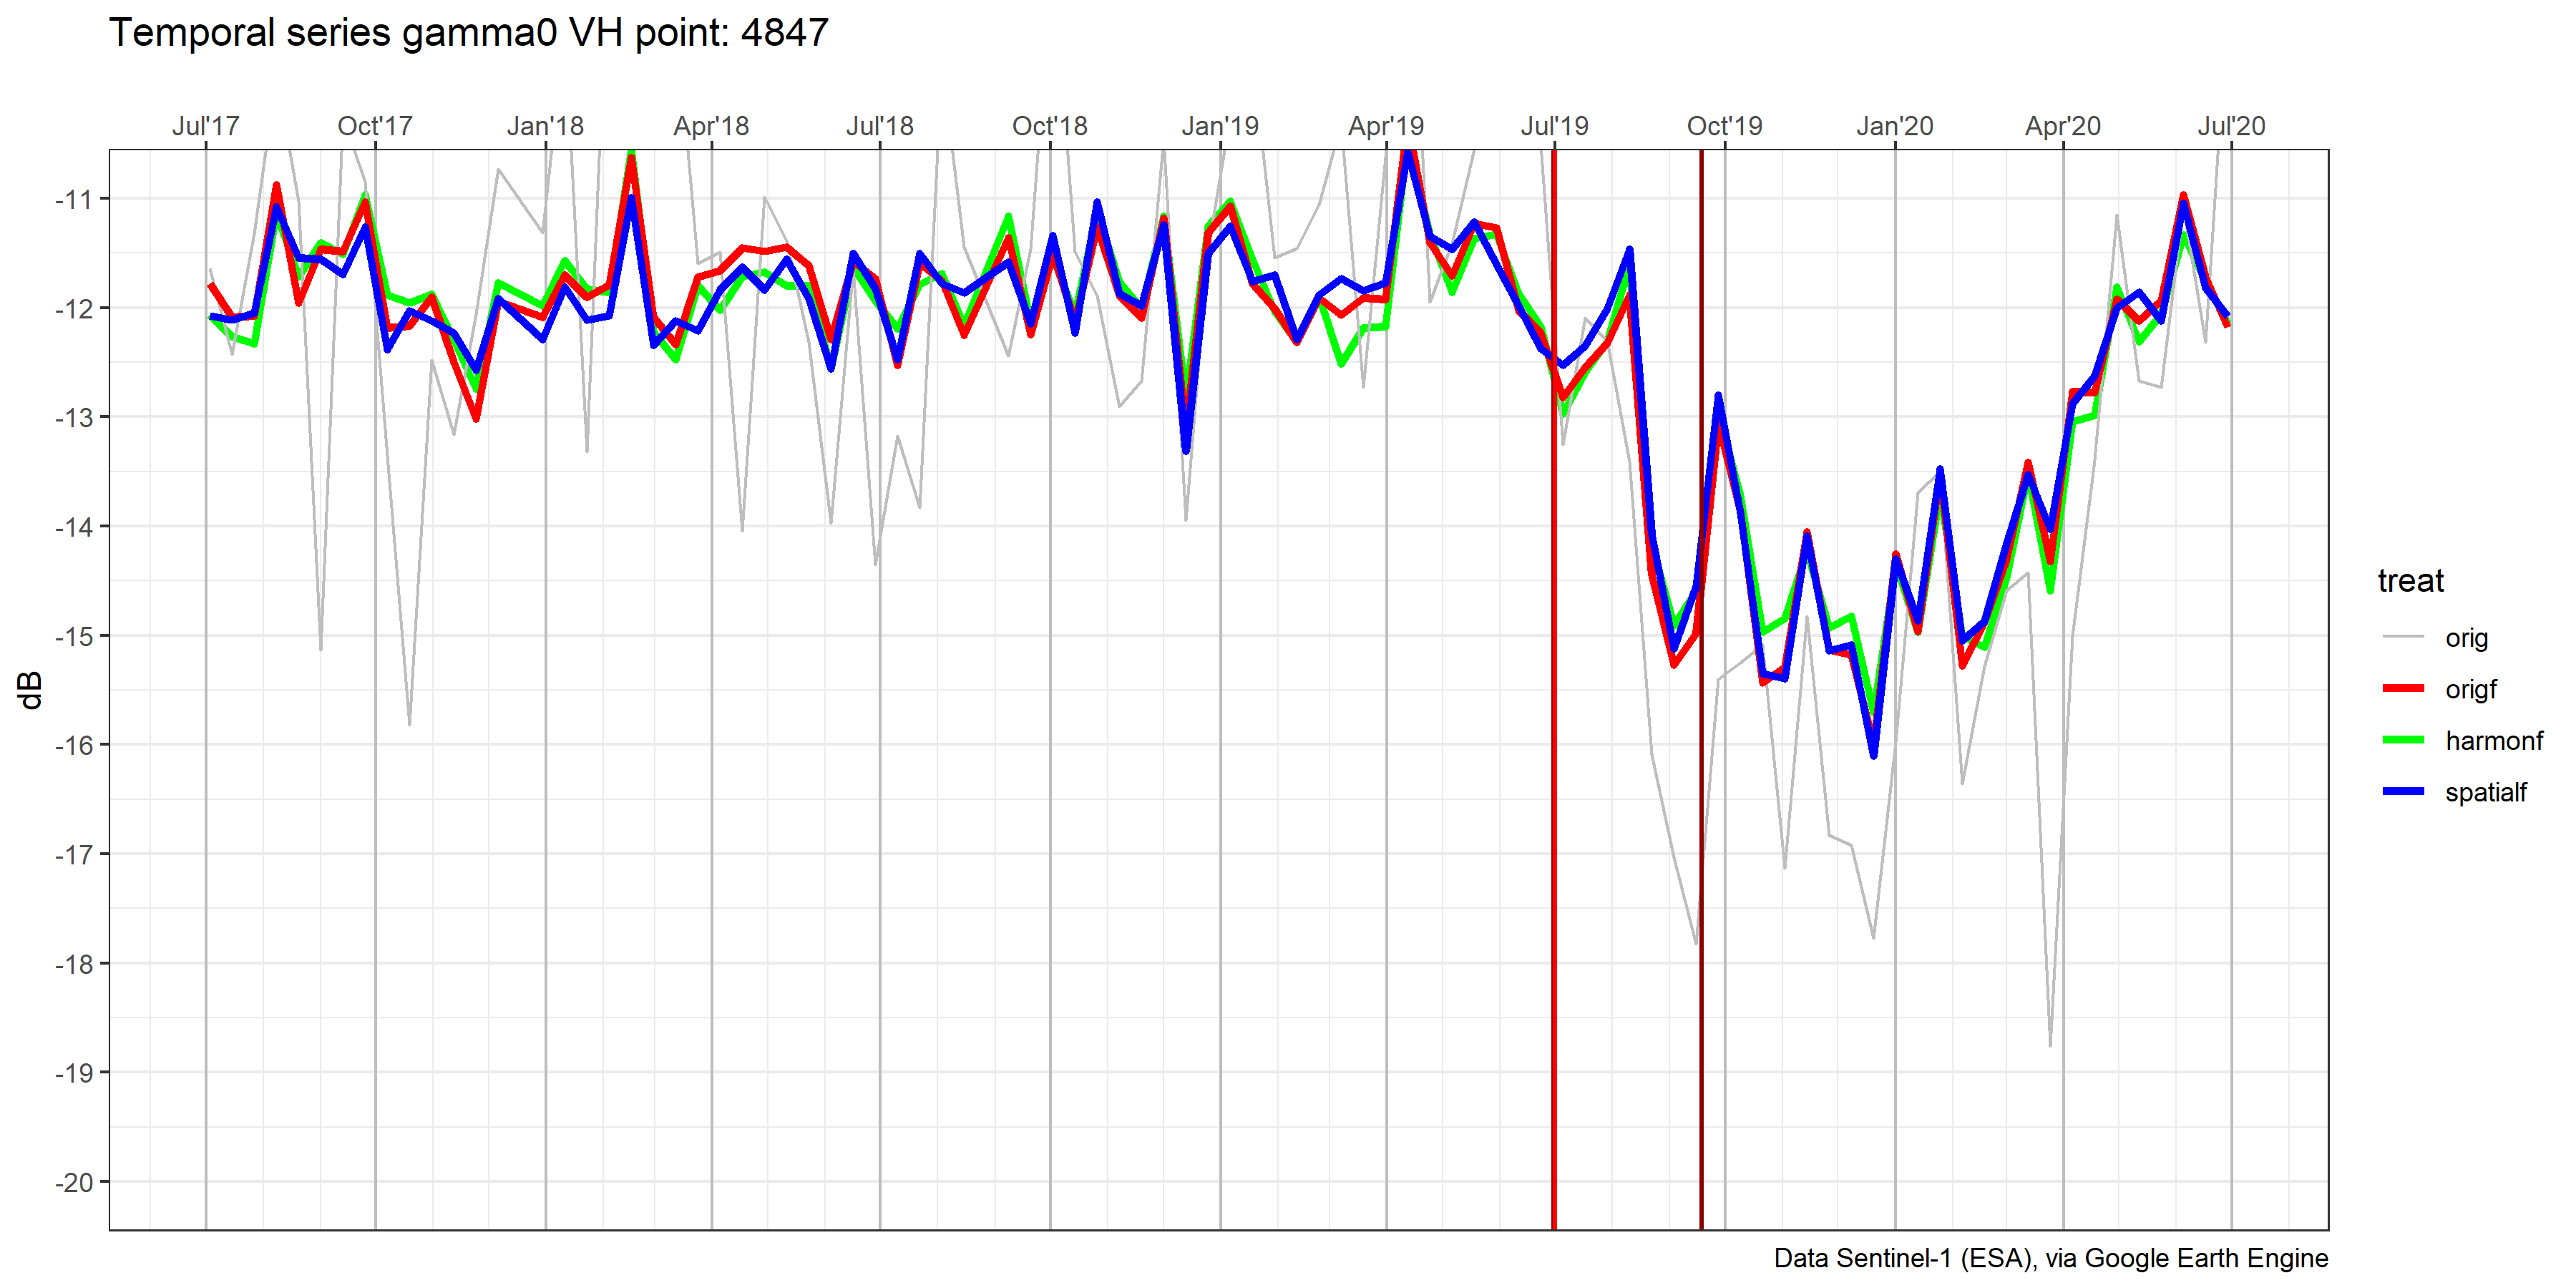 Temporal series gamma0 VH point: 4847
Jul'17 Oct'17 Jan'18 Apr'18 Jul'18 Oct'18 Jan'19 Apr'19 Jul'19 Oct'19 Jan'20 Apr'20 Jul'20
-11
-12
-13
-14
-15
-16
-17
-18
-19
-20
dB
treat
orig
origf
harmonf
spatialf
Data Sentinel-1 (ESA), via Google Earth Engine